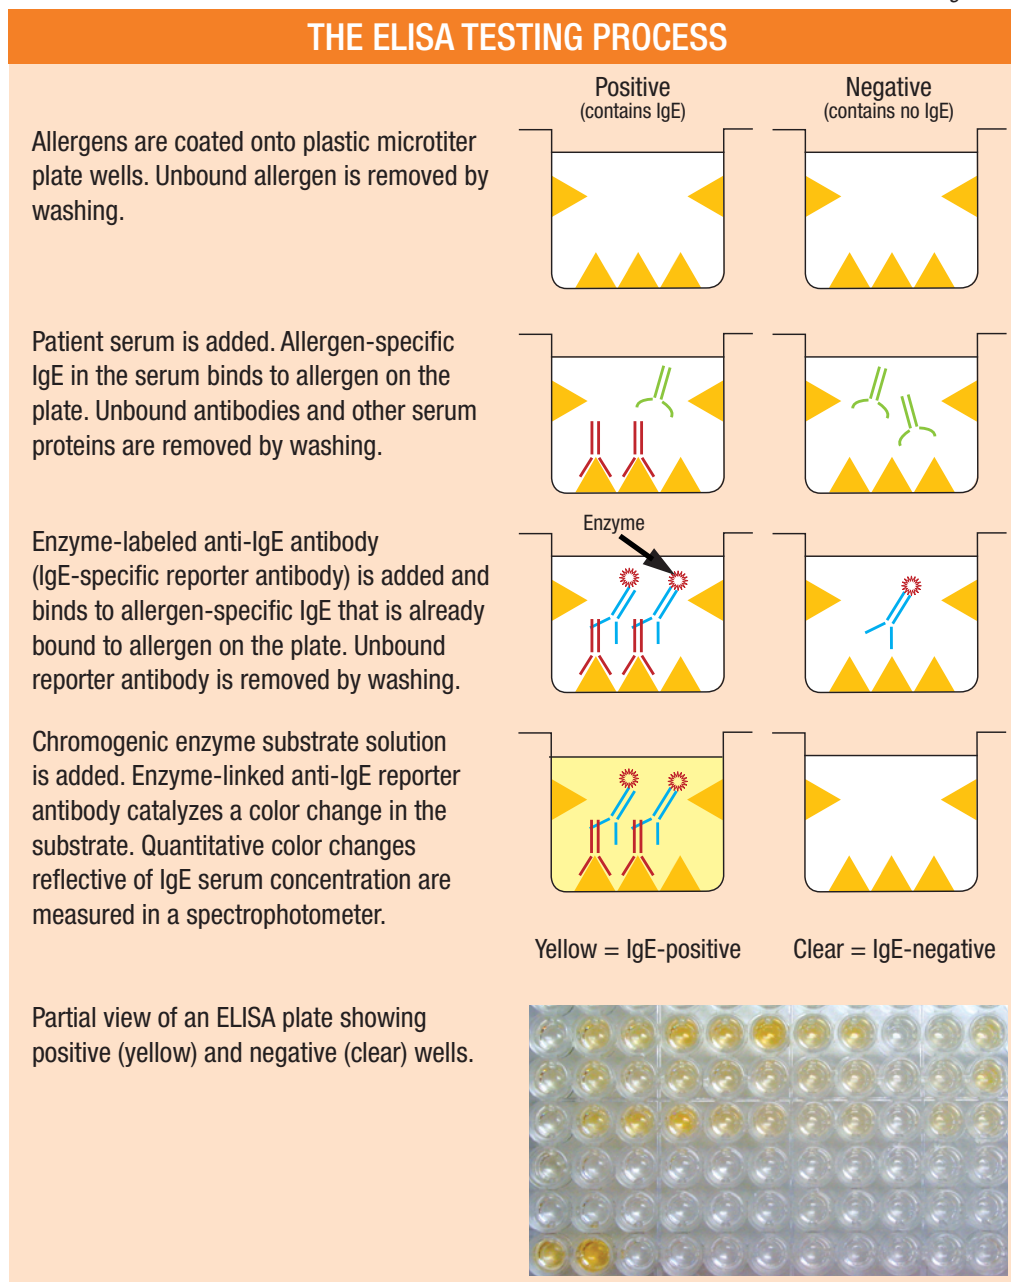 THE ELISA TESTING PROCESS
Positive
(contains IgE)
Negative
(contains no IgE)
Allergens are coated onto plastic microtiter
plate wells. Unbound allergen is removed by
washing.
Patient serum is added. Allergen-specific
IgE in the serum binds to allergen on the
plate. Unbound antibodies and other serum
proteins are removed by washing.
Enzyme
Enzyme-labeled anti-IgE antibody
(IgE-specific reporter antibody) is added and
binds to allergen-specific IgE that is already
bound to allergen on the plate. Unbound
reporter antibody is removed by washing.
Chromogenic enzyme substrate solution
is added. Enzyme-linked anti-IgE reporter
antibody catalyzes a color change in the
substrate. Quantitative color changes
reflective of IgE serum concentration are
measured in a spectrophotometer.
Yellow = IgE-positive
Clear = IgE-negative
Partial view of an ELISA plate showing
positive (yellow) and negative (clear) wells.